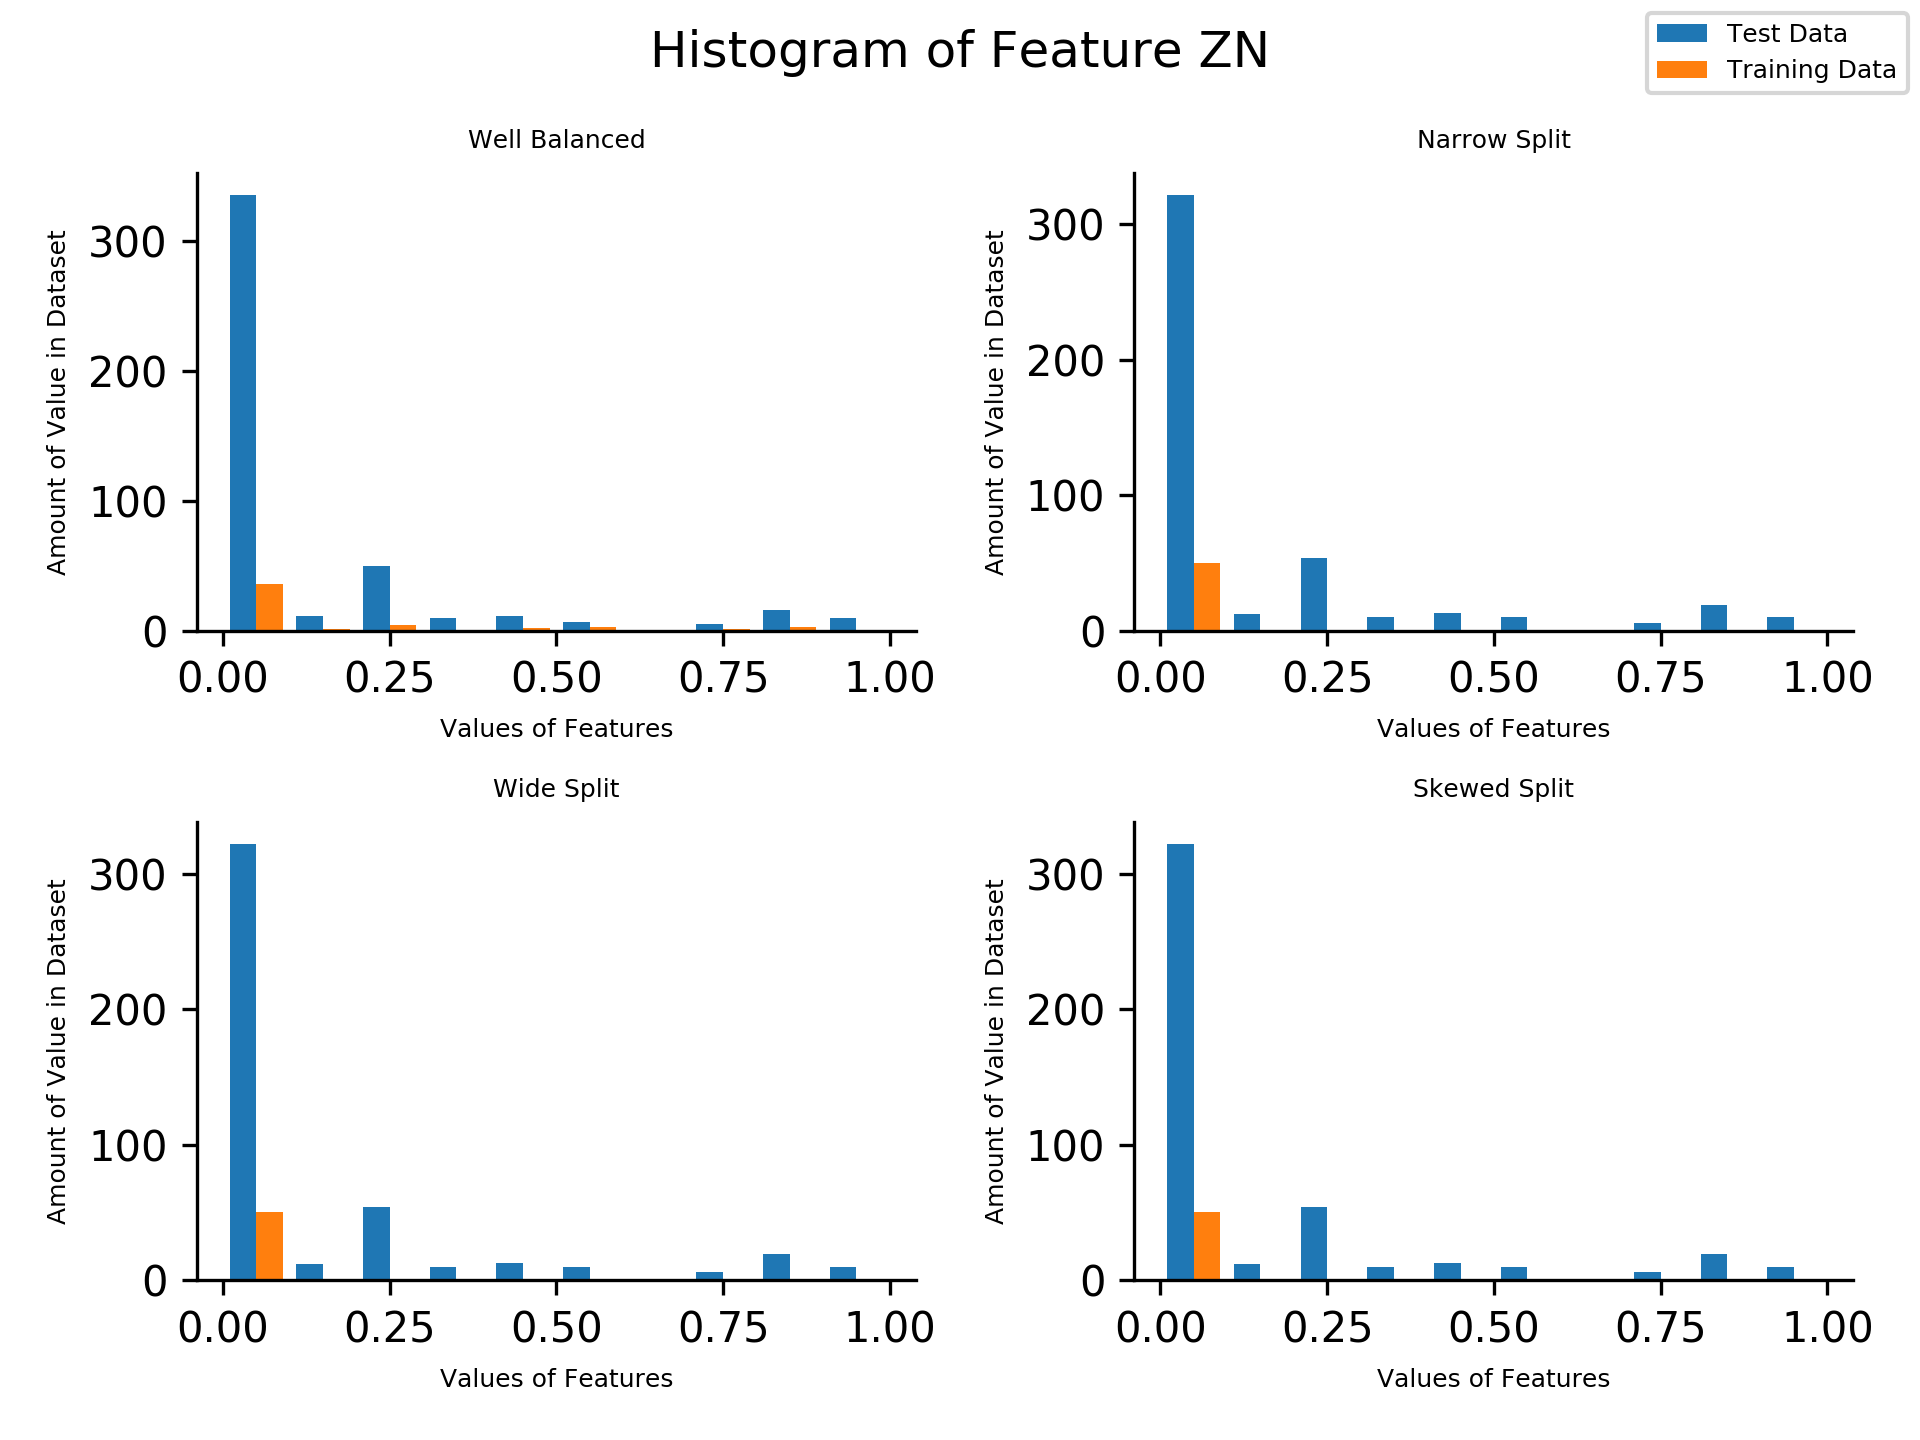 Histogram of Feature ZN
Test Data
Training Data
Well Balanced
Amount of Value in Dataset
300
200
100
0
0.00 0.25 0.50 0.75 1.00
Values of Features
Narrow Split
Amount of Value in Dataset
300
200
100
0
0.00 0.25 0.50 0.75 1.00
Values of Features
Wide Split
Amount of Value in Dataset
300
200
100
0
0.00 0.25 0.50 0.75 1.00
Values of Features
Skewed Split
Amount of Value in Dataset
300
200
100
0
0.00 0.25 0.50 0.75 1.00
Values of Features